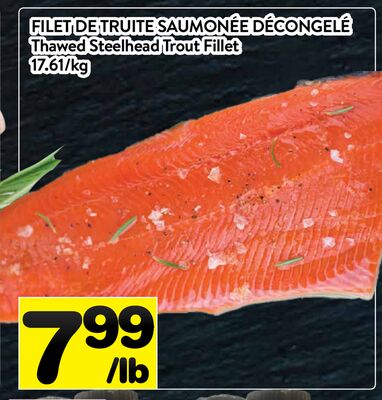 FILET DE TRUITE SAUMONÉE DÉCONGELÉ
Thawed Steelhead Trout Fillet
17.61/kg
7 99
/lb